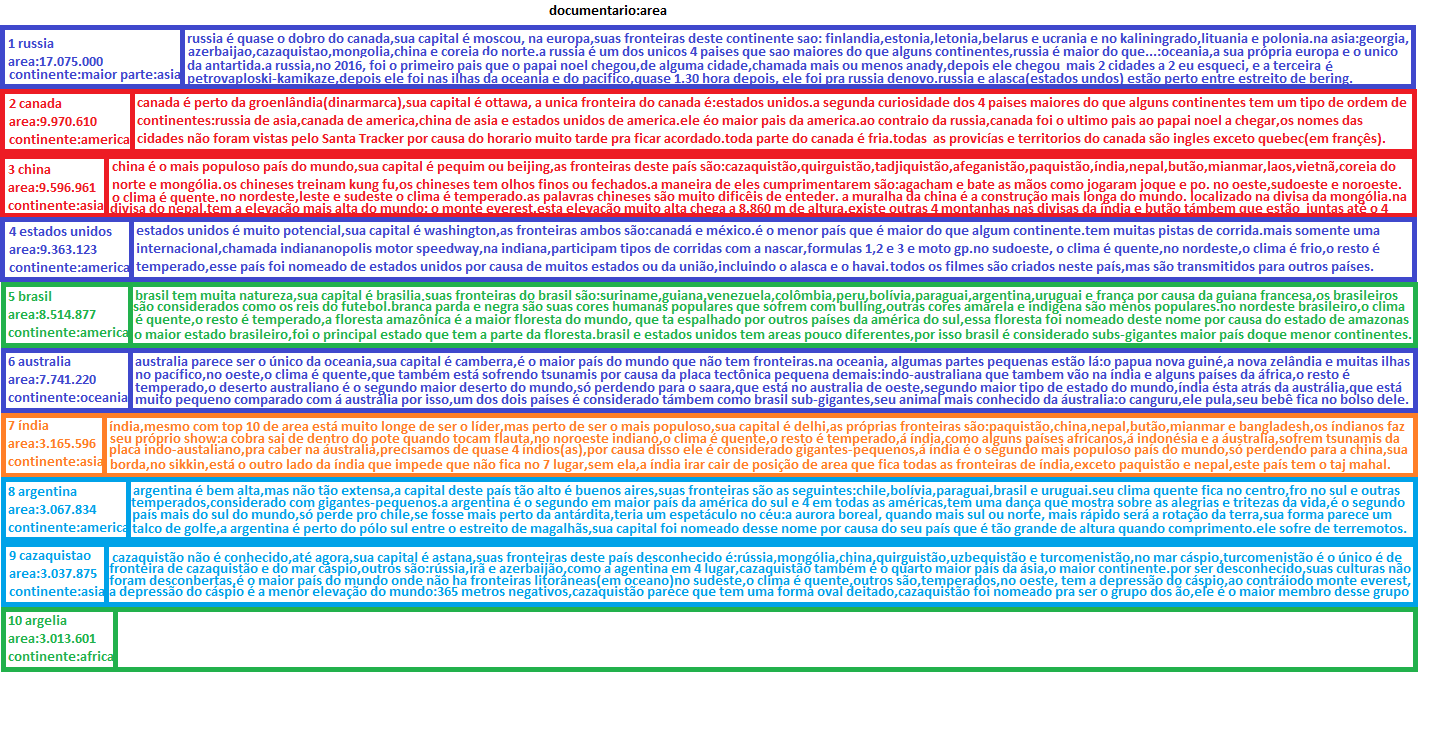 documentario:area
1 russia
area:17.075.000
continente:maior parte:asia
russia é quase o dobro do canada,sua capital é moscou, na europa,suas fronteiras deste continente sao: finlandia,estonia,letonia,belarus e ucrania e no kaliningrado,lituania e polonia.na asia:georgia,
azerbaijao,cazaquistao,mongolia,china e coreia do norte.a russia é um dos unicos 4 paises que sao maiores do que alguns continentes,russia é maior do que...:oceania,a sua própria europa e o unico
da antartida.a russia,no 2016, foi o primeiro pais que o papai noel chegou,de alguma cidade,chamada mais ou menos anady,depois ele chegou mais 2 cidades a 2 eu esqueci, e a terceira é
petrovaploski-kamikaze,depois ele foi nas ilhas da oceania e do pacifico,quase 1.30 hora depois, ele foi pra russia denovo.russia e alasca(estados unidos) estão perto entre estreito de bering.
2 canada
area:9.970.610
continente:america
canada é perto da groenlândia(dinarmarca),sua capital é ottawa, a unica fronteira do canada é:estados unidos.a segunda curiosidade dos 4 paises maiores do que alguns continentes tem um tipo de ordem de
continentes:russia de asia,canada de america,china de asia e estados unidos de america.ele éo maior pais da america.ao contraio da russia,canada foi o ultimo pais ao papai noel a chegar,os nomes das
cidades não foram vistas pelo Santa Tracker por causa do horario muito tarde pra ficar acordado.toda parte do canada é fria.todas as provicías e territorios do canada são ingles exceto quebec(em françês).
3 china
area:9.596.961
continente:asia
china é o mais populoso país do mundo,sua capital é pequim ou beijing,as fronteiras deste país são:cazaquistão,quirguistão,tadjiquistão,afeganistão,paquistão,índia,nepal,butão,mianmar,laos,vietnã,coreia do
norte e mongólia.os chineses treinam kung fu,os chineses tem olhos finos ou fechados.a maneira de eles cumprimentarem são:agacham e bate as mãos como jogaram joque e po. no oeste,sudoeste e noroeste.
o clima é quente.no nordeste,leste e sudeste o clima é temperado.as palavras chineses são muito dificêis de enteder. a muralha da china é a construção mais longa do mundo. localizado na divisa da mongólia.na
divisa do nepal,tem a elevação mais alta do mundo: o monte everest,esta elevação muito alta chega a 8.860 m de altura,existe outras 4 montanhas nas divisas da índia e butão támbem que estão juntas até o 4
4 estados unidos
area:9.363.123
continente:america
estados unidos é muito potencial,sua capital é washington,as fronteiras ambos são:canadá e méxico.é o menor país que é maior do que algum continente.tem muitas pistas de corrida.mais somente uma
internacional,chamada indiananopolis motor speedway,na indiana,participam tipos de corridas com a nascar,formulas 1,2 e 3 e moto gp.no sudoeste, o clima é quente,no nordeste,o clima é frio,o resto é
temperado,esse país foi nomeado de estados unidos por causa de muitos estados ou da união,incluindo o alasca e o havai.todos os filmes são criados neste país,mas são transmitidos para outros países.
5 brasil
area:8.514.877
continente:america
brasil tem muita natureza,sua capital é brasilia,suas fronteiras do brasil são:suriname,guiana,venezuela,colômbia,peru,bolívia,paraguai,argentina,uruguai e frança por causa da guiana francesa,os brasileiros
são considerados como os reis do futebol.branca parda e negra são suas cores humanas populares que sofrem com bulling,outras cores amarela e indígena são menos populares.no nordeste brasileiro,o clima
é quente,o resto é temperado,a floresta amazônica é a maior floresta do mundo, que ta espalhado por outros países da américa do sul,essa floresta foi nomeado deste nome por causa do estado de amazonas
o maior estado brasileiro,foi o principal estado que tem a parte da floresta.brasil e estados unidos tem areas pouco diferentes,por isso brasil é considerado subs-gigantes maior país doque menor continentes.
6 australia
area:7.741.220
continente:oceania
australia parece ser o único da oceania,sua capital é camberra,é o maior país do mundo que não tem fronteiras.na oceania, algumas partes pequenas estão lá:o papua nova guiné,a nova zelândia e muitas ilhas
no pacífico,no oeste,o clima é quente,que também está sofrendo tsunamis por causa da placa tectônica pequena demais:indo-australiana que tambem vão na índia e alguns países da áfrica,o resto é
temperado,o deserto australiano é o segundo maior deserto do mundo,só perdendo para o saara,que está no australia de oeste,segundo maior tipo de estado do mundo,índia ésta atrás da austrália,que está
muito pequeno comparado com á australia por isso,um dos dois países é considerado támbem como brasil sub-gigantes,seu animal mais conhecido da áustralia:o canguru,ele pula,seu bebê fica no bolso dele.
7 índia
area:3.165.596
continente:asia
índia,mesmo com top 10 de area está muito longe de ser o líder,mas perto de ser o mais populoso,sua capital é delhi,as próprias fronteiras são:paquistão,china,nepal,butão,mianmar e bangladesh,os indíanos faz
seu próprio show:a cobra sai de dentro do pote quando tocam flauta,no noroeste indiano,o clima é quente,o resto é temperado,á índia,como alguns países africanos,á indonésia e a áustralia,sofrem tsunamis da
placa indo-austaliano,pra caber na áustralia,precisamos de quase 4 índios(as),por causa disso ele é considerado gigantes-pequenos,á índia é o segundo mais populoso país do mundo,só perdendo para a china,sua
borda,no sikkin,está o outro lado da índia que impede que não fica no 7 lugar,sem ela,a índia irar cair de posição de area que fica todas as fronteiras de índia,exceto paquistão e nepal,este país tem o taj mahal.
8 argentina
area:3.067.834
continente:america
argentina é bem alta,mas não tão extensa,a capital deste país tão alto é buenos aires,suas fronteiras são as seguintes:chile,bolívia,paraguai,brasil e uruguai.seu clima quente fica no centro,fro no sul e outras
temperados,considerado com gigantes-pequenos.a argentina é o segundo em maior país da américa do sul e 4 em todas as américas,tem uma dança que mostra sobre as alegrias e tritezas da vida,é o segundo
país mais do sul do mundo,só perde pro chile,se fosse mais perto da antárdita,teria um espetáculo no céu:a aurora boreal, quando mais sul ou norte, mais rápido será a rotação da terra,sua forma parece um
talco de golfe,a argentina é perto do pólo sul entre o estreito de magalhãs,sua capital foi nomeado desse nome por causa do seu país que é tão grande de altura quando comprimento.ele sofre de terremotos.
9 cazaquistao
area:3.037.875
continente:asia
cazaquistão não é conhecido,até agora,sua capital é astana,suas fronteiras deste país desconhecido é:rússia,mongólia,china,quirguistão,uzbequistão e turcomenistão,no mar cáspio,turcomenistão é o único é de
fronteira de cazaquistão e do mar cáspio,outros são:rússia,irã e azerbaijão,como a agentina em 4 lugar,cazaquistão também é o quarto maior país da ásia,o maior continente.por ser desconhecido,suas culturas não
foram desconbertas,é o maior país do mundo onde não ha fronteiras litorâneas(em oceano)no sudeste,o clima é quente,outros são,temperados,no oeste, tem a depressão do cáspio,ao contráiodo monte everest,
a depressão do cáspio é a menor elevação do mundo:365 metros negativos,cazaquistão parece que tem uma forma oval deitado,cazaquistão foi nomeado pra ser o grupo dos ão,ele é o maior membro desse grupo
10 argelia
area:3.013.601
continente:africa